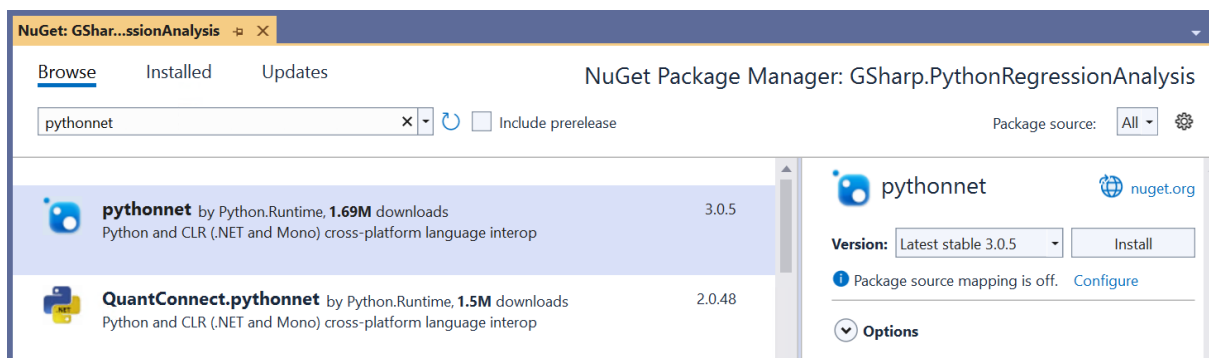 NuGet: GShar...ssionAnalysis
Browse Installed Updates
NuGet Package Manager: GSharp.PythonRegressionAnalysis
pythonnet
Include prerelease
Package source: All
pythonnet by Python.Runtime, 1.69M downloads 3.0.5
Python and CLR (.NET and Mono) cross-platform language interop
NET
QuantConnect.pythonnet by Python.Runtime, 1.5M downloads 2.0.48
Python and CLR (.NET and Mono) cross-platform language interop
pythonnet nuget.org
Version: Latest stable 3.0.5 Install
Package source mapping is off. Configure
Options